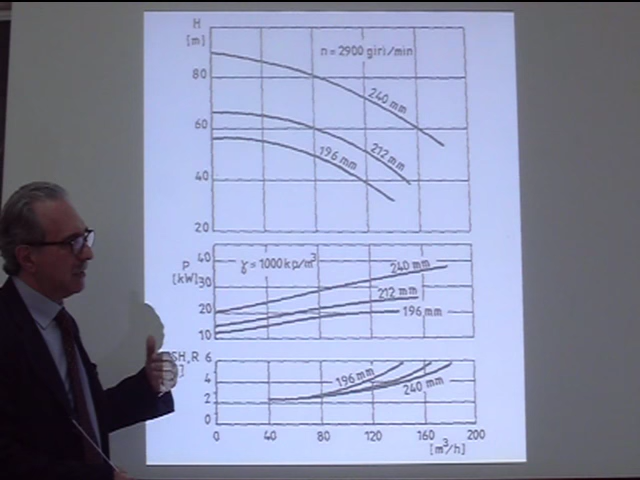 H
[m]
n = 2900 giri/min
80
240 mm
60
212 mm
196 mm
40
20
P
[kW]
40
30
20
10
γ = 1000 kp/m³
240 mm
212 mm
196 mm
SH,R
]
6
4
2
0
196 mm
240 mm
0 40 80 120 160 200
[m³/h]